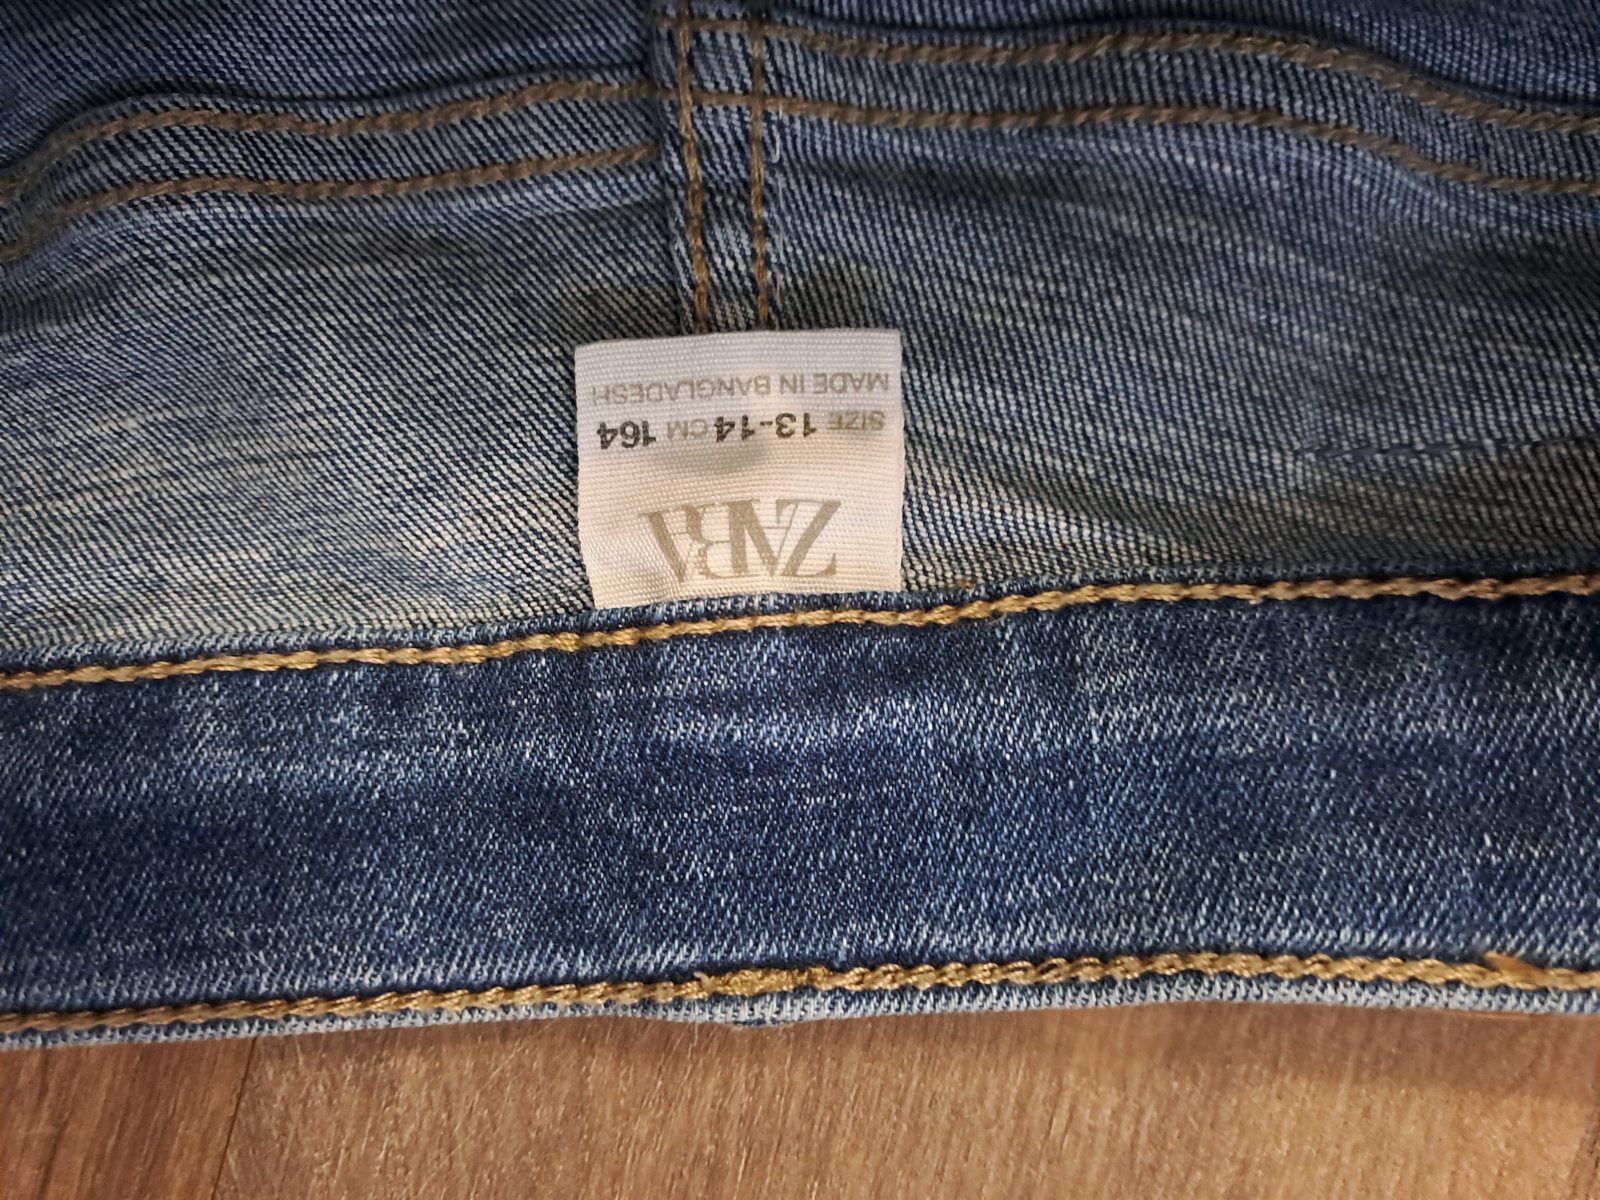 ZARA
SIZE 13-14 CM 164
MADE IN BANGLADESH